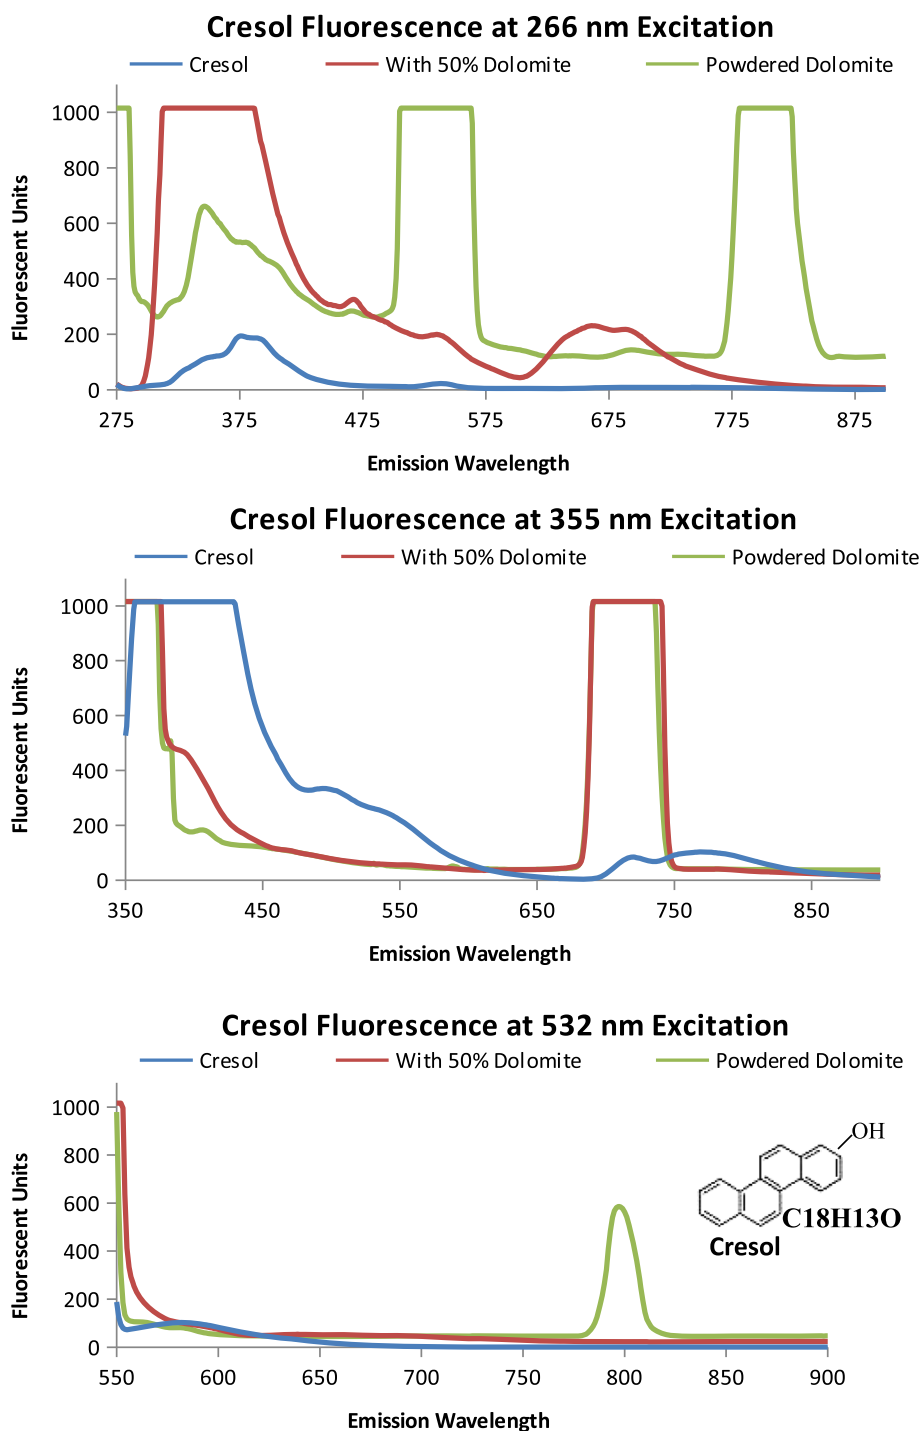 Cresol Fluorescence at 266 nm Excitation
Cresol With 50% Dolomite Powdered Dolomite
Fluorescent Units
1000
800
600
400
200
0
275 375 475 575 675 775 875
Emission Wavelength
Cresol Fluorescence at 355 nm Excitation
Cresol With 50% Dolomite Powdered Dolomite
Fluorescent Units
1000
800
600
400
200
0
350 450 550 650 750 850
Emission Wavelength
Cresol Fluorescence at 532 nm Excitation
Cresol With 50% Dolomite Powdered Dolomite
Fluorescent Units
1000
800
600
400
200
0
OH
C18H13O
Cresol
550 600 650 700 750 800 850 900
Emission Wavelength